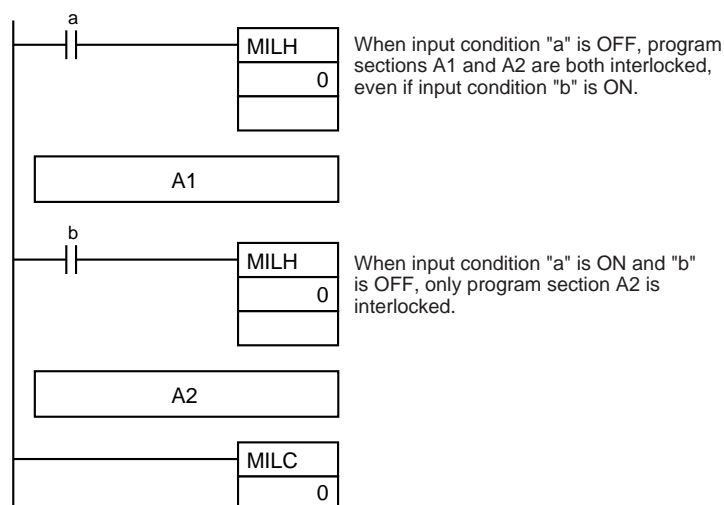 a
MILH
0
When input condition "a" is OFF, program
sections A1 and A2 are both interlocked,
even if input condition "b" is ON.
A1
b
MILH
0
When input condition "a" is ON and "b"
is OFF, only program section A2 is
interlocked.
A2
MILC
0